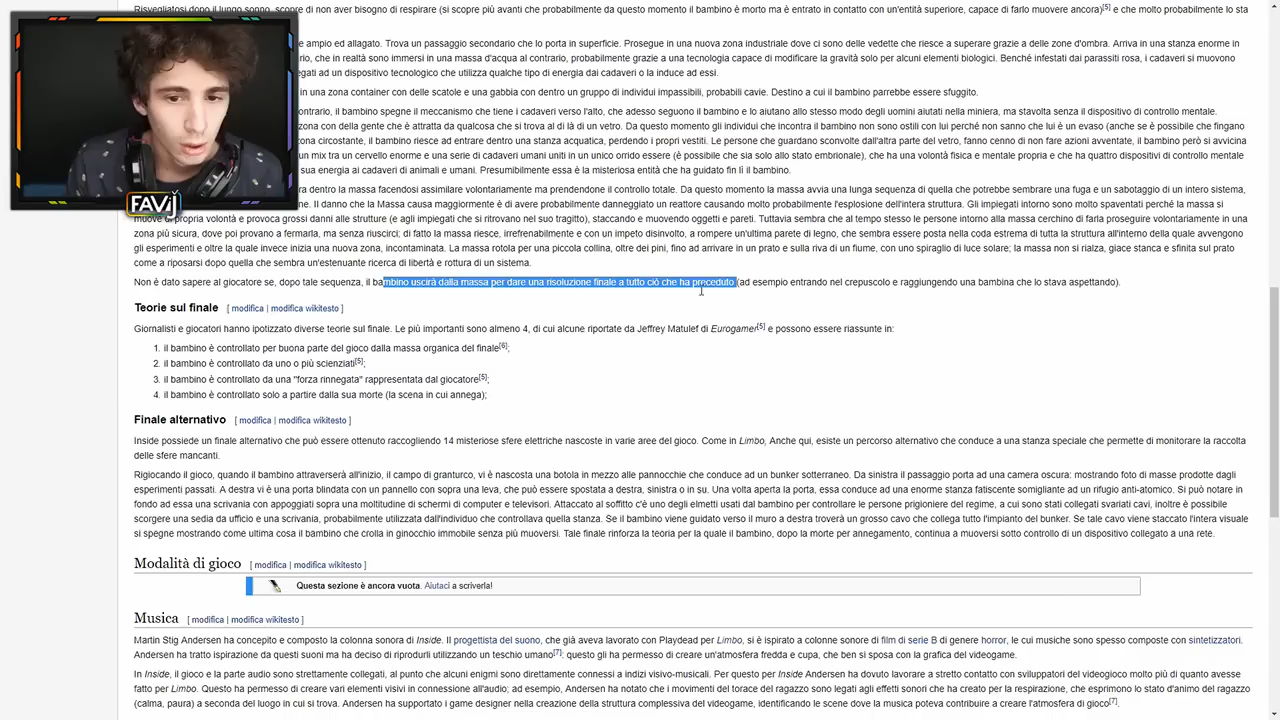 Risvegliatosi dopo il lungo sonno, scopre di non aver bisogno di respirare (si scopre più avanti che probabilmente da questo momento il bambino è morto ma è entrato in contatto con un'entità superiore, capace di farlo muovere ancora)[5] e che molto probabilmente lo sta
ampio ed allagato. Trova un passaggio secondario che lo porta in superficie. Prosegue in una nuova zona industriale dove ci sono delle vedette che riesce a superare grazie a delle zone d'ombra. Arriva in una stanza enorme in
che in realtà sono immersi in una massa d'acqua al contrario, probabilmente grazie a una tecnologia capace di modificare la gravità solo per alcuni elementi biologici. Benché infestati dai parassiti rosa, i cadaveri si muovono
ad un dispositivo tecnologico che utilizza qualche tipo di energia dai cadaveri o la induce ad essi.
in una zona container con delle scatole e una gabbia con dentro un gruppo di individui impassibili, probabili cavie. Destino a cui il bambino parrebbe essere sfuggito.
il bambino spegne il meccanismo che tiene i cadaveri verso l'alto, che adesso seguono il bambino e lo aiutano allo stesso modo degli uomini aiutati nella miniera, ma stavolta senza il dispositivo di controllo mentale.
zona con della gente che è attratta da qualcosa che si trova al di là di un vetro. Da questo momento gli individui che incontra il bambino non sono ostili con lui perché non sanno che lui è un evaso (anche se è possibile che fingano
zona circostante, il bambino riesce ad entrare dentro una stanza acquatica, perdendo i propri vestiti. Le persone che guardano sconvolte dall'altra parte del vetro, fanno cenno di non fare azioni avventate, il bambino però si avvicina
un mix tra un cervello enorme e una serie di cadaveri umani uniti in un unico orrido essere (è possibile che sia solo allo stato embrionale), che ha una volontà fisica e mentale propria e che ha quattro dispositivi di controllo mentale
sua energia ai cadaveri di animali e umani. Presumibilmente essa è la misteriosa entità che ha guidato fin lì il bambino.
dentro la massa facendosi assimilare volontariamente ma prendendone il controllo totale. Da questo momento la massa avvia una lunga sequenza di quella che potrebbe sembrare una fuga e un sabotaggio di un intero sistema,
Il danno che la Massa causa maggiormente è di avere probabilmente danneggiato un reattore causando molto probabilmente l'esplosione dell'intera struttura. Gli impiegati intorno sono molto spaventati perché la massa si
muove di propria volontà e provoca grossi danni alle strutture (e agli impiegati che si ritrovano nel suo tragitto), staccando e muovendo oggetti e pareti. Tuttavia sembra che al tempo stesso le persone intorno alla massa cerchino di farla proseguire volontariamente in una
zona più sicura, dove poi provano a fermarla, ma senza riuscirci; di fatto la massa riesce, irrefrenabilmente e con un impeto disinvolto, a rompere un'ultima parete di legno, che sembra essere posta nella coda estrema di tutta la struttura all'interno della quale avvengono
gli esperimenti e oltre la quale invece inizia una nuova zona, incontaminata. La massa rotola per una piccola collina, oltre dei pini, fino ad arrivare in un prato e sulla riva di un fiume, con uno spiraglio di luce solare; la massa non si rialza, giace stanca e sfinita sul prato
come a riposarsi dopo quella che sembra un'estenuante ricerca di libertà e rottura di un sistema.
Non è dato sapere al giocatore se, dopo tale sequenza, il bambino uscirà dalla massa per dare una risoluzione finale a tutto ciò che ha preceduto (ad esempio entrando nel crepuscolo e raggiungendo una bambina che lo stava aspettando).
FAVij
Teorie sul finale [ modifica | modifica wikitesto ]
Giornalisti e giocatori hanno ipotizzato diverse teorie sul finale. Le più importanti sono almeno 4, di cui alcune riportate da Jeffrey Matulef di Eurogamer[5] e possono essere riassunte in:
1. il bambino è controllato per buona parte del gioco dalla massa organica del finale[6];
2. il bambino è controllato da uno o più scienziati[5];
3. il bambino è controllato da una "forza rinnegata" rappresentata dal giocatore[5];
4. il bambino è controllato solo a partire dalla sua morte (la scena in cui annega);
Finale alternativo [ modifica | modifica wikitesto ]
Inside possiede un finale alternativo che può essere ottenuto raccogliendo 14 misteriose sfere elettriche nascoste in varie aree del gioco. Come in Limbo, Anche qui, esiste un percorso alternativo che conduce a una stanza speciale che permette di monitorare la raccolta
delle sfere mancanti.
Rigiocando il gioco, quando il bambino attraverserà all'inizio, il campo di granturco, vi è nascosta una botola in mezzo alle pannocchie che conduce ad un bunker sotterraneo. Da sinistra il passaggio porta ad una camera oscura: mostrando foto di masse prodotte dagli
esperimenti passati. A destra vi è una porta blindata con un pannello con sopra una leva, che può essere spostata a destra, sinistra o in su. Una volta aperta la porta, essa conduce ad una enorme stanza fatiscente somigliante ad un rifugio anti-atomico. Si può notare in
fondo ad essa una scrivania con appoggiati sopra una moltitudine di schermi di computer e televisori. Attaccato al soffitto c'è uno degli elmetti usati dal bambino per controllare le persone prigioniere del regime, a cui sono stati collegati svariati cavi, inoltre è possibile
scorgere una sedia da ufficio e una scrivania, probabilmente utilizzata dall'individuo che controllava quella stanza. Se il bambino viene guidato verso il muro a destra troverà un grosso cavo che collega tutto l'impianto del bunker. Se tale cavo viene staccato l'intera visuale
si spegne mostrando come ultima cosa il bambino che crolla in ginocchio immobile senza più muoversi. Tale finale rinforza la teoria per la quale il bambino, dopo la morte per annegamento, continua a muoversi sotto controllo di un dispositivo collegato a una rete.
Modalità di gioco [ modifica | modifica wikitesto ]
Questa sezione è ancora vuota. Aiutaci a scriverla!
Musica [ modifica | modifica wikitesto ]
Martin Stig Andersen ha concepito e composto la colonna sonora di Inside. Il progettista del suono, che già aveva lavorato con Playdead per Limbo, si è ispirato a colonne sonore di film di serie B di genere horror, le cui musiche sono spesso composte con sintetizzatori.
Andersen ha tratto ispirazione da questi suoni ma ha deciso di riprodurli utilizzando un teschio umano[7]: questo gli ha permesso di creare un'atmosfera fredda e cupa, che ben si sposa con la grafica del videogame.
In Inside, il gioco e la parte audio sono strettamente collegati, al punto che alcuni enigmi sono direttamente connessi a indizi visivo-musicali. Per questo per Inside Andersen ha dovuto lavorare a stretto contatto con sviluppatori del videogioco molto più di quanto avesse
fatto per Limbo. Questo ha permesso di creare vari elementi visivi in connessione all'audio; ad esempio, Andersen ha notato che i movimenti del torace del ragazzo sono legati agli effetti sonori che ha creato per la respirazione, che esprimono lo stato d'animo del ragazzo
(calma, paura) a seconda del luogo in cui si trova. Andersen ha supportato i game designer nella creazione della struttura complessiva del videogame, identificando le scene dove la musica poteva contribuire a creare l'atmosfera di gioco[7].